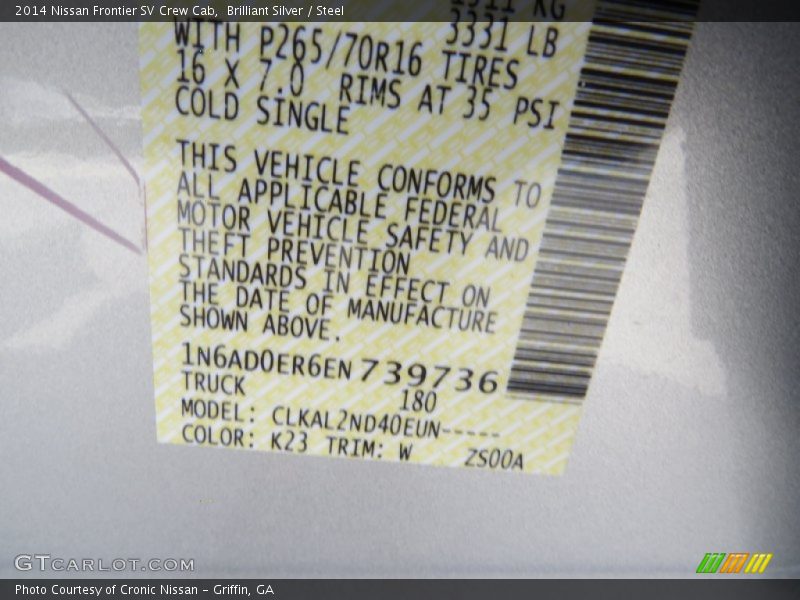 2014 Nissan Frontier SV Crew Cab, Brilliant Silver / Steel
KG
WITH P265/70R16 3331 LB
16 X 7.0 RIMS AT 35 PSI TIRES
COLD SINGLE
THIS VEHICLE CONFORMS TO
ALL APPLICABLE FEDERAL
MOTOR VEHICLE SAFETY AND
THEFT PREVENTION
STANDARDS IN EFFECT ON
THE DATE OF MANUFACTURE
SHOWN ABOVE.
1N6AD0ER6EN 739736
TRUCK 180
MODEL: CLKAL2ND40EUN-----
COLOR: K23 TRIM: W ZS00A
GTCARLOT.COM
Photo Courtesy of Cronic Nissan – Griffin, GA